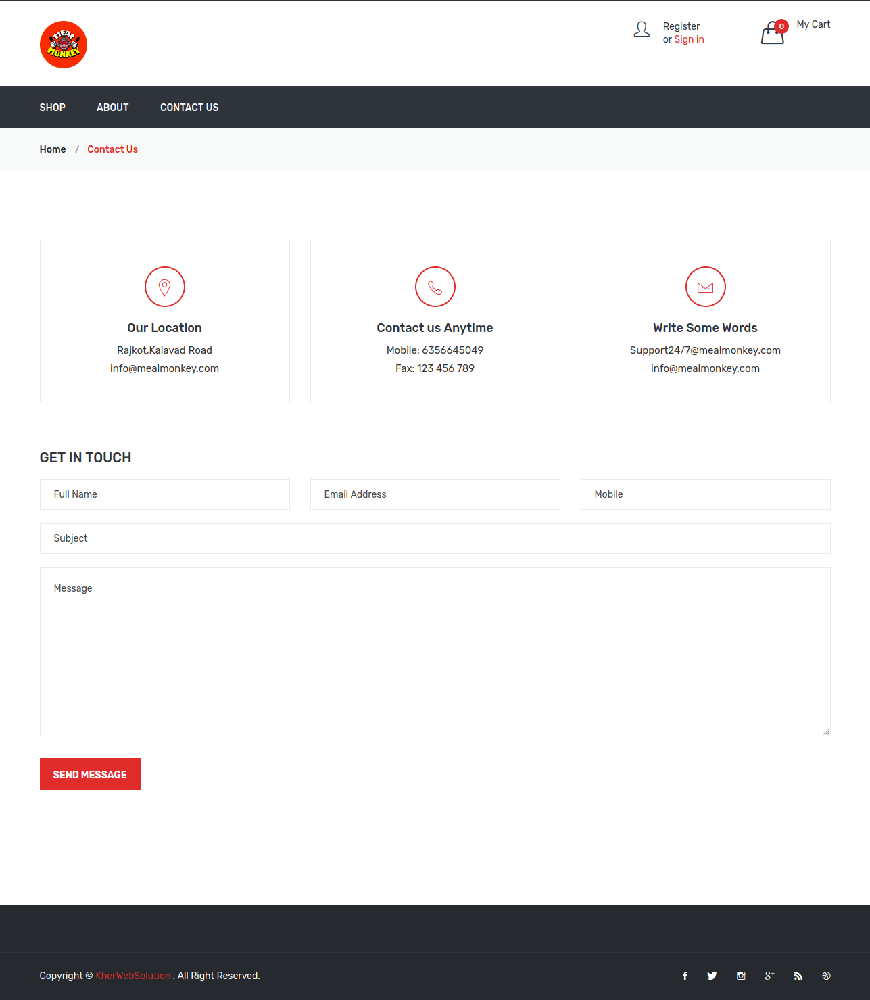 MEAL
MONKEY
Register
or Sign in
0
My Cart
SHOP
ABOUT
CONTACT US
Home / Contact Us
Our Location
Rajkot,Kalavad Road
info@mealmonkey.com
Contact us Anytime
Mobile: 6356645049
Fax: 123 456 789
Write Some Words
Support24/7@mealmonkey.com
info@mealmonkey.com
GET IN TOUCH
Full Name
Email Address
Mobile
Subject
Message
SEND MESSAGE
Copyright © KherWebSolution . All Right Reserved.